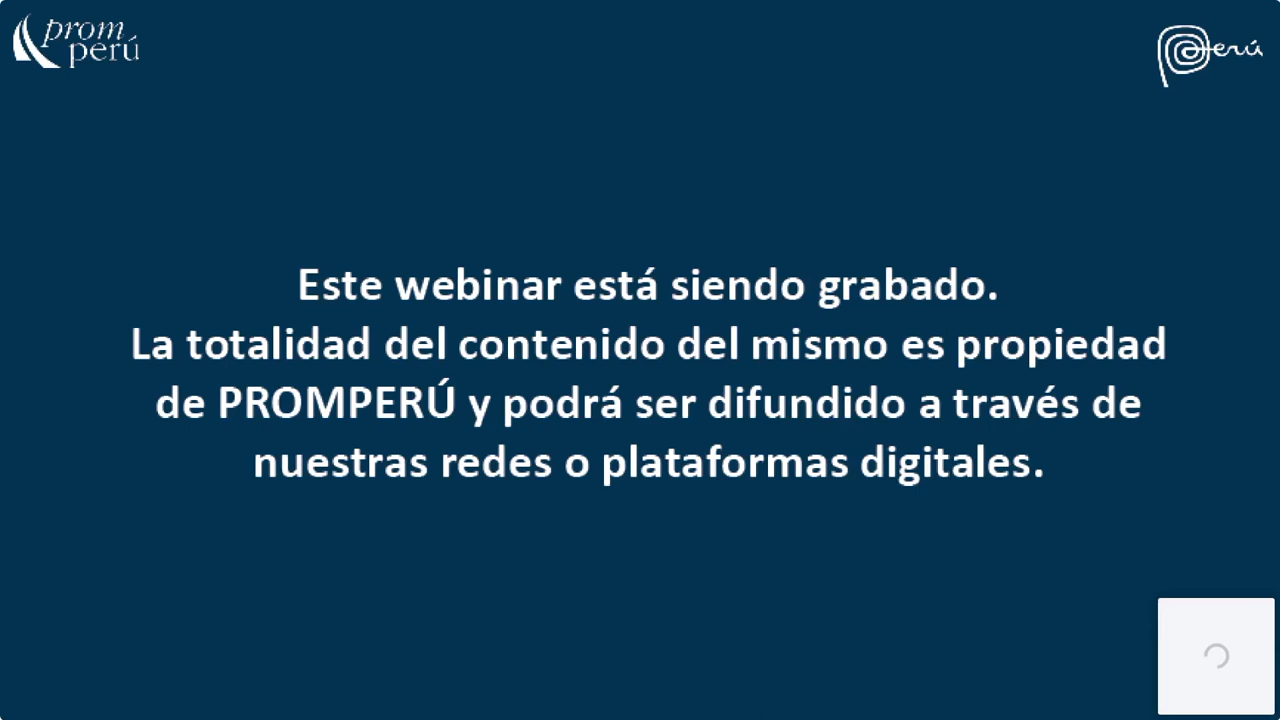 prom
perú
Perú
Este webinar está siendo grabado.
La totalidad del contenido del mismo es propiedad
de PROMPERÚ y podrá ser difundido a través de
nuestras redes o plataformas digitales.